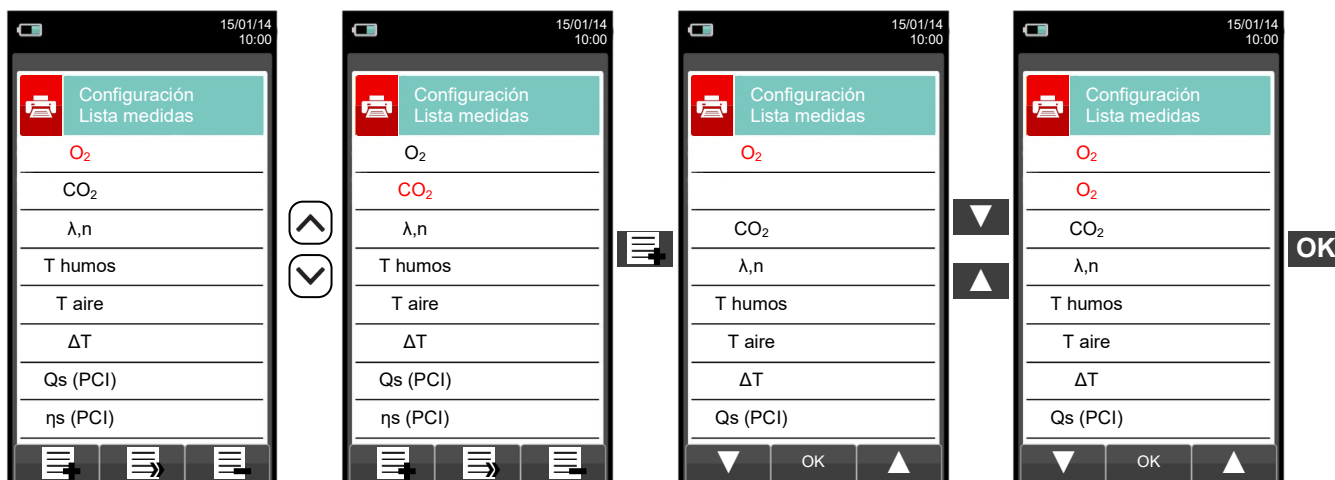 15/01/14
10:00
Configuración
Lista medidas
O₂
CO₂
λ,n
T humos
T aire
ΔT
Qs (PCI)
ηs (PCI)
15/01/14
10:00
Configuración
Lista medidas
O₂
CO₂
λ,n
T humos
T aire
ΔT
Qs (PCI)
ηs (PCI)
15/01/14
10:00
Configuración
Lista medidas
O₂
CO₂
λ,n
T humos
T aire
ΔT
Qs (PCI)
OK
15/01/14
10:00
Configuración
Lista medidas
O₂
O₂
CO₂
λ,n
T humos
T aire
ΔT
Qs (PCI)
OK
OK